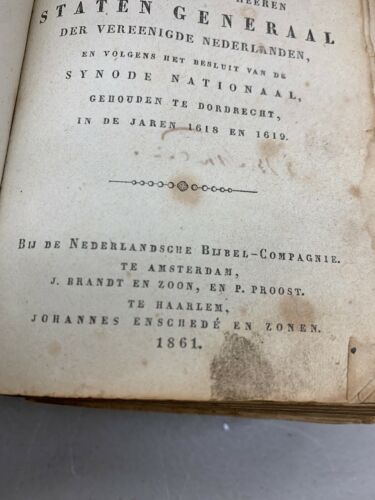 HEEREN
STATEN GENERAAL
DER VEREENIGDE NEDERLANDEN,
EN VOLGENS HET BESLUIT VAN DE
SYNODE NATIONAAL,
GEHOUDEN TE DORDRECHT,
IN DE JAREN 1618 EN 1619.
BIJ DE NEDERLANDSCHE BIJBEL-COMPAGNIE.
TE AMSTERDAM,
J. BRANDT EN ZOON, EN P. PROOST.
TE HAARLEM,
JOHANNES ENSCHEDÉ EN ZONEN.
1861.